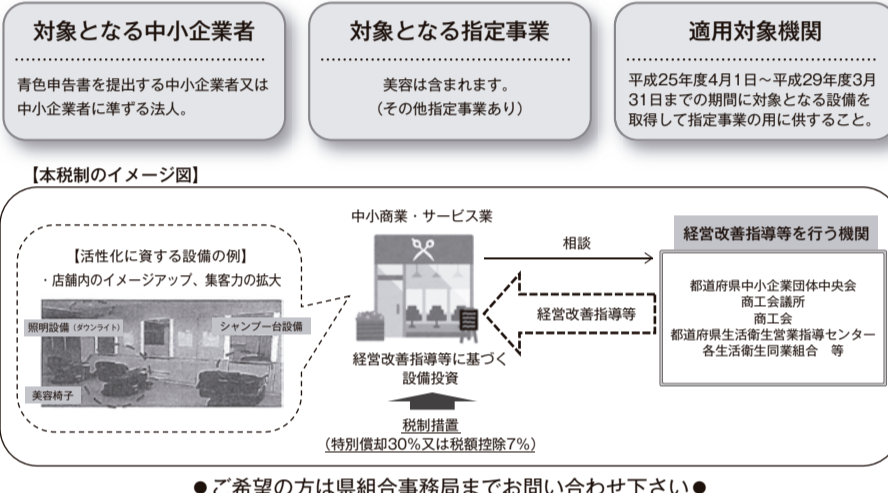 対象となる中小企業者
青色申告書を提出する中小企業者又は
中小企業者に準ずる法人。
対象となる指定事業
美容は含まれます。
(その他指定事業あり)
適用対象機関
平成25年度4月1日〜平成29年度3月
31日までの期間に対象となる設備を
取得して指定事業の用に供すること。
【本税制のイメージ図】
【活性化に資する設備の例】
・店舗内のイメージアップ、集客力の拡大
照明設備(ダウンライト)
シャンプー台設備
美容椅子
中小商業・サービス業
経営改善指導等に基づく
設備投資
税制措置
(特別償却30%又は税額控除7%)
相談
経営改善指導等
経営改善指導等を行う機関
都道府県中小企業団体中央会
商工会議所
商工会
都道府県生活衛生営業指導センター
各生活衛生同業組合 等
●ご希望の方は県組合事務局までお問い合わせ下さい●